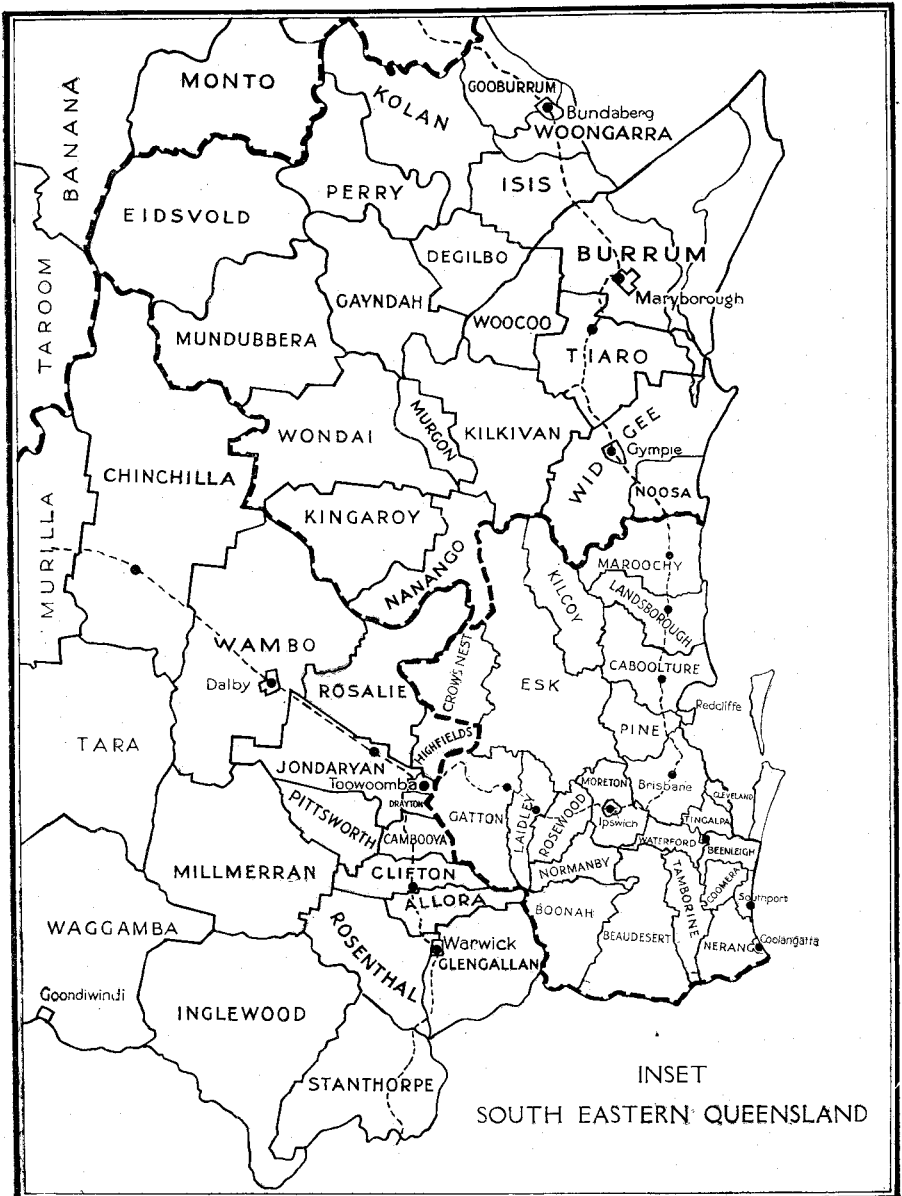 MONTO
BANANA
KOLAN
GOOBURRUM
Bundaberg
WOONGARRA
ISIS
PERRY
EIDSVOLD
TAROOM
DEGILBO
BURRUM
Maryborough
GAYNDAH
WOOCOO
MUNDUBBERA
TIARO
MURGON
WONDAI
KILKIVAN
WIDGEE
Gympie
CHINCHILLA
NOOSA
KINGAROY
MURILLA
NANANGO
MAROOCHY
KILCOY
LANDSBOROUGH
WAMBO
CROWS NEST
CABOOLTURE
Dalby
ROSALIE
ESK
Redcliffe
PINE
TARA
HIGHFIELDS
JONDARYAN
Toowoomba
MORETON
Brisbane
CLEVELAND
DRAYTON
PITTSWORTH
GATTON
LAIDLEY
ROSEWOOD
Ipswich
TINGALPA
CAMBOOYA
WATERFORD
BEENLEIGH
MILLMERRAN
CLIFTON
NORMANBY
TAMBORINE
COOMERA
ALLORA
Southport
WAGGAMBA
ROSENTHAL
BOONAH
BEAUDESERT
NERANG
Coolangatta
Warwick
GLENGALLAN
Goondiwindi
INGLEWOOD
STANTHORPE
INSET
SOUTH EASTERN QUEENSLAND